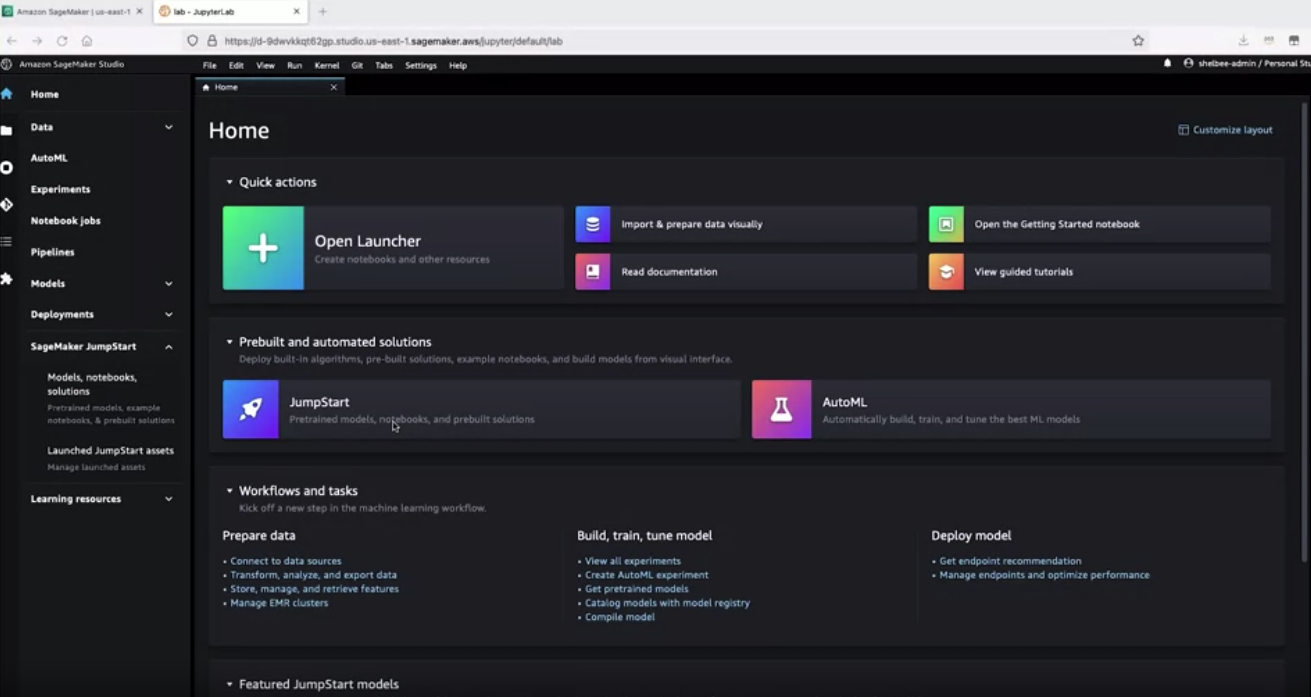 Amazon SageMaker | us-east-1
lab - JupyterLab
https://d-9dwvkkqt62gp.studio.us-east-1.sagemaker.aws/jupyter/default/lab
Amazon SageMaker Studio
File Edit View Run Kernel Git Tabs Settings Help
shelbee-admin / Personal Stu
Home
Data
AutoML
Experiments
Notebook jobs
Pipelines
Models
Deployments
SageMaker JumpStart
Models, notebooks,
solutions
Pretrained models, example
notebooks, & prebuilt solutions
Launched JumpStart assets
Manage launched assets
Learning resources
Home
Home
Customize layout
Quick actions
Open Launcher
Create notebooks and other resources
Import & prepare data visually
Open the Getting Started notebook
Read documentation
View guided tutorials
Prebuilt and automated solutions
Deploy built-in algorithms, pre-built solutions, example notebooks, and build models from visual interface.
JumpStart
Pretrained models, notebooks, and prebuilt solutions
AutoML
Automatically build, train, and tune the best ML models
Workflows and tasks
Kick off a new step in the machine learning workflow.
Prepare data
• Connect to data sources
• Transform, analyze, and export data
• Store, manage, and retrieve features
• Manage EMR clusters
Build, train, tune model
• View all experiments
• Create AutoML experiment
• Get pretrained models
• Catalog models with model registry
• Compile model
Deploy model
• Get endpoint recommendation
• Manage endpoints and optimize performance
Featured JumpStart models